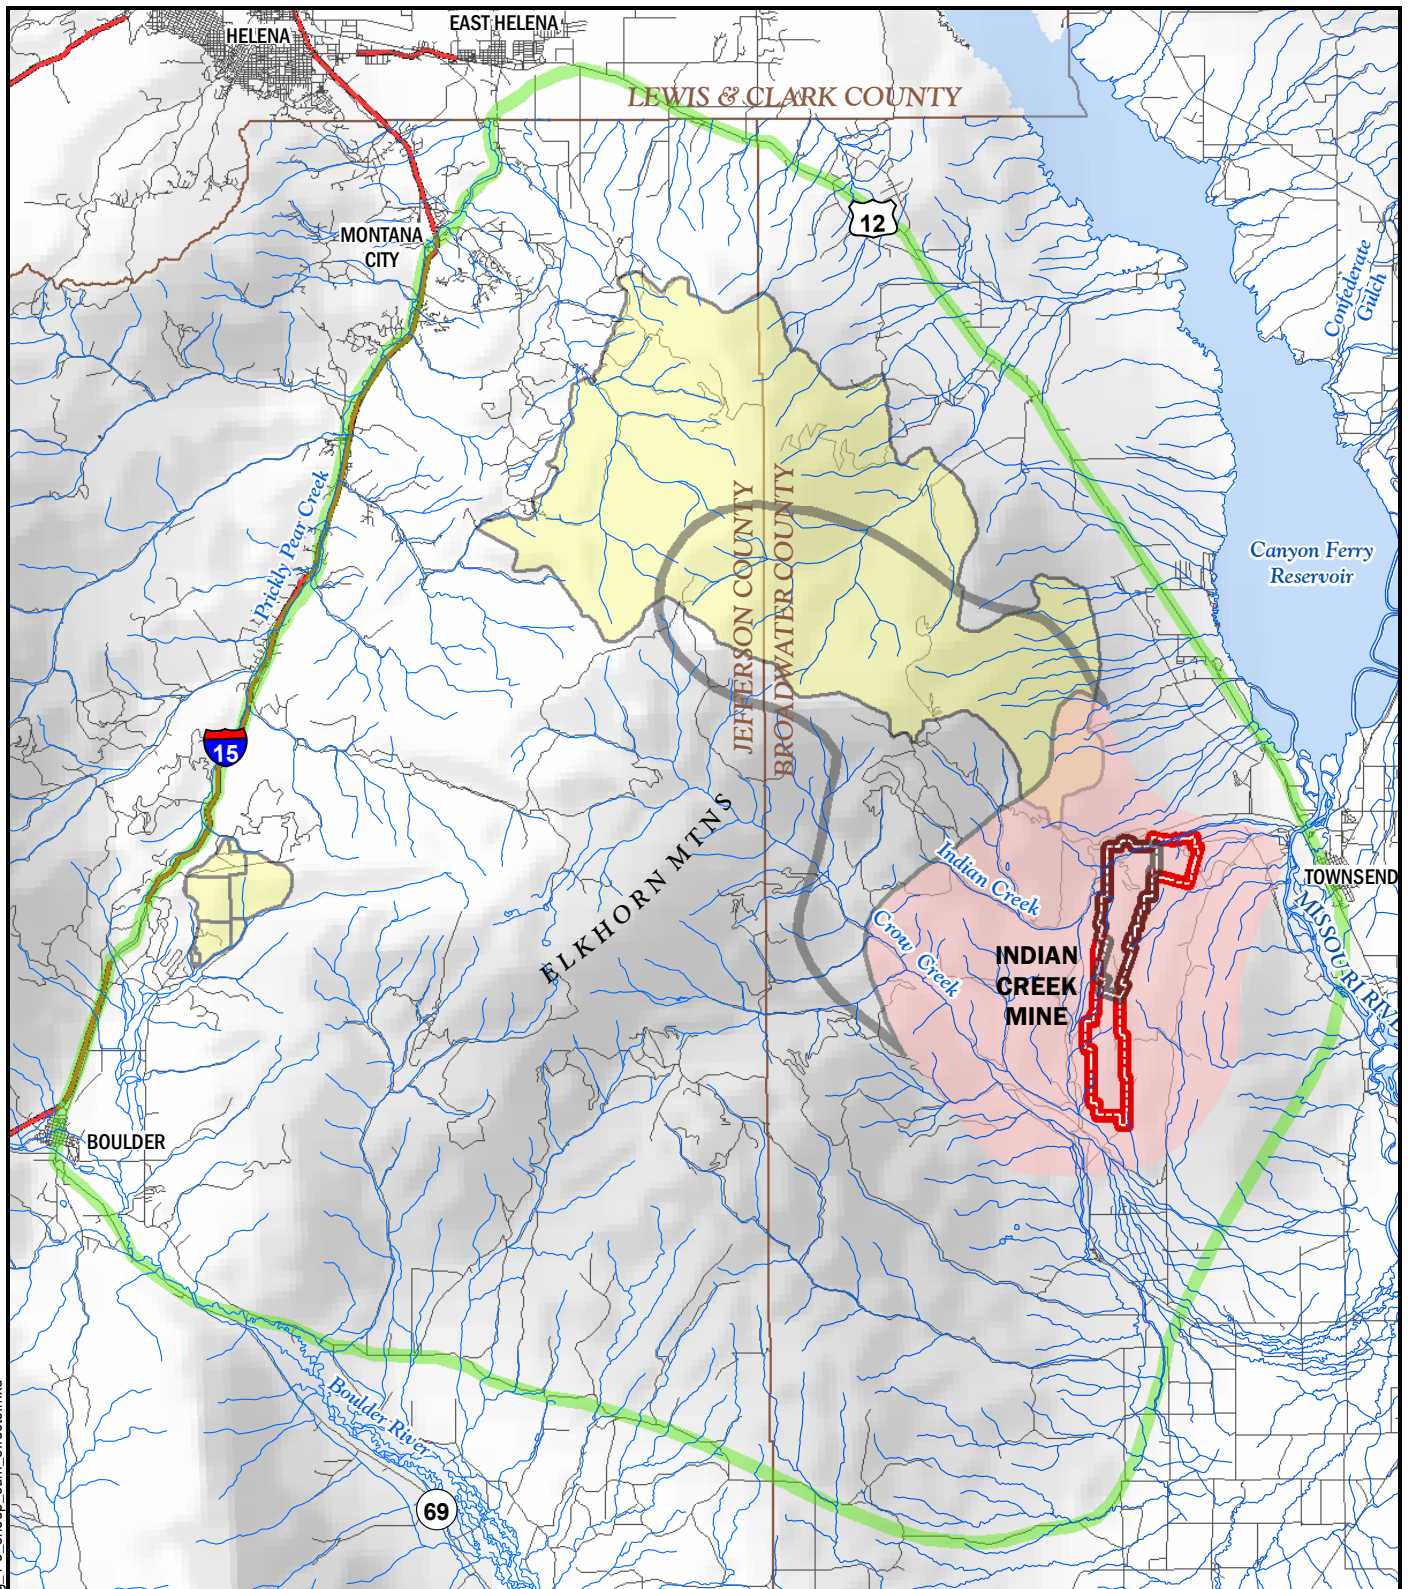 HELENA
EAST HELENA
LEWIS & CLARK COUNTY
12
MONTANA
CITY
Confederate
Gulch
Prickly Pear Creek
JEFFERSON COUNTY
BROADWATER COUNTY
Canyon Ferry
Reservoir
15
ELKHORN MTNS
Indian Creek
Crow Creek
TOWNSEND
MISSOURI RIVE
INDIAN
CREEK
MINE
BOULDER
Boulder River
69